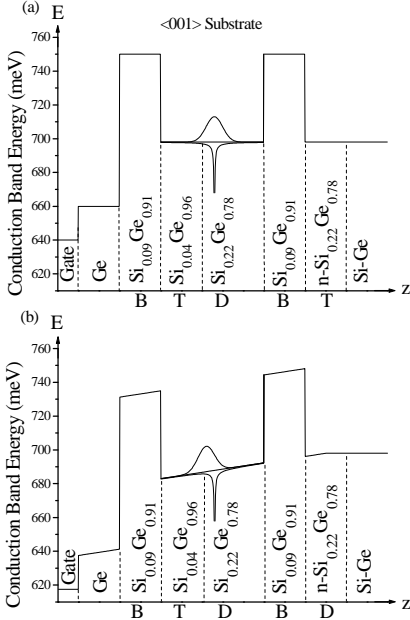 (a)
E
<001> Substrate
Conduction Band Energy (meV)
760
740
720
700
680
660
640
620
Gate
Ge
Si0.09 Ge0.91
Si0.04 Ge0.96
Si0.22 Ge0.78
Si0.09 Ge0.91
n-Si0.22 Ge0.78
Si-Ge
z
B T D B T
(b)
E
Conduction Band Energy (meV)
760
740
720
700
680
660
640
620
Gate
Ge
Si0.09 Ge0.91
Si0.04 Ge0.96
Si0.22 Ge0.78
Si0.09 Ge0.91
n-Si0.22 Ge0.78
Si-Ge
z
B T D B D